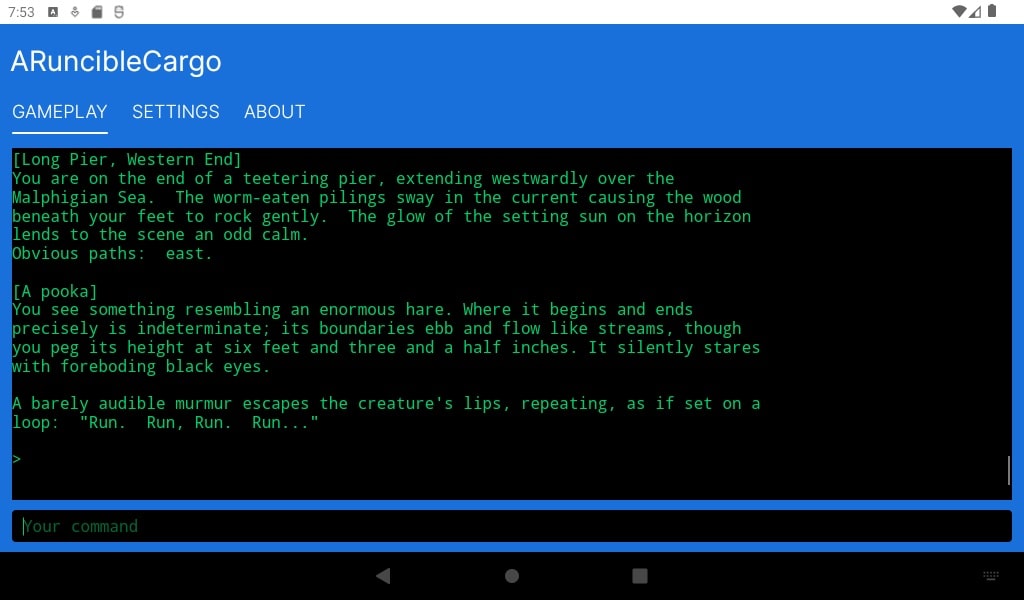 7:53
ARuncibleCargo
GAMEPLAY SETTINGS ABOUT
[Long Pier, Western End]
You are on the end of a teetering pier, extending westwardly over the
Malphigian Sea.  The worm-eaten pilings sway in the current causing the wood
beneath your feet to rock gently.  The glow of the setting sun on the horizon
lends to the scene an odd calm.
Obvious paths:  east.
[A pooka]
You see something resembling an enormous hare. Where it begins and ends
precisely is indeterminate; its boundaries ebb and flow like streams, though
you peg its height at six feet and three and a half inches. It silently stares
with foreboding black eyes.
A barely audible murmur escapes the creature's lips, repeating, as if set on a
loop:  "Run.  Run, Run.  Run..."
>
Your command